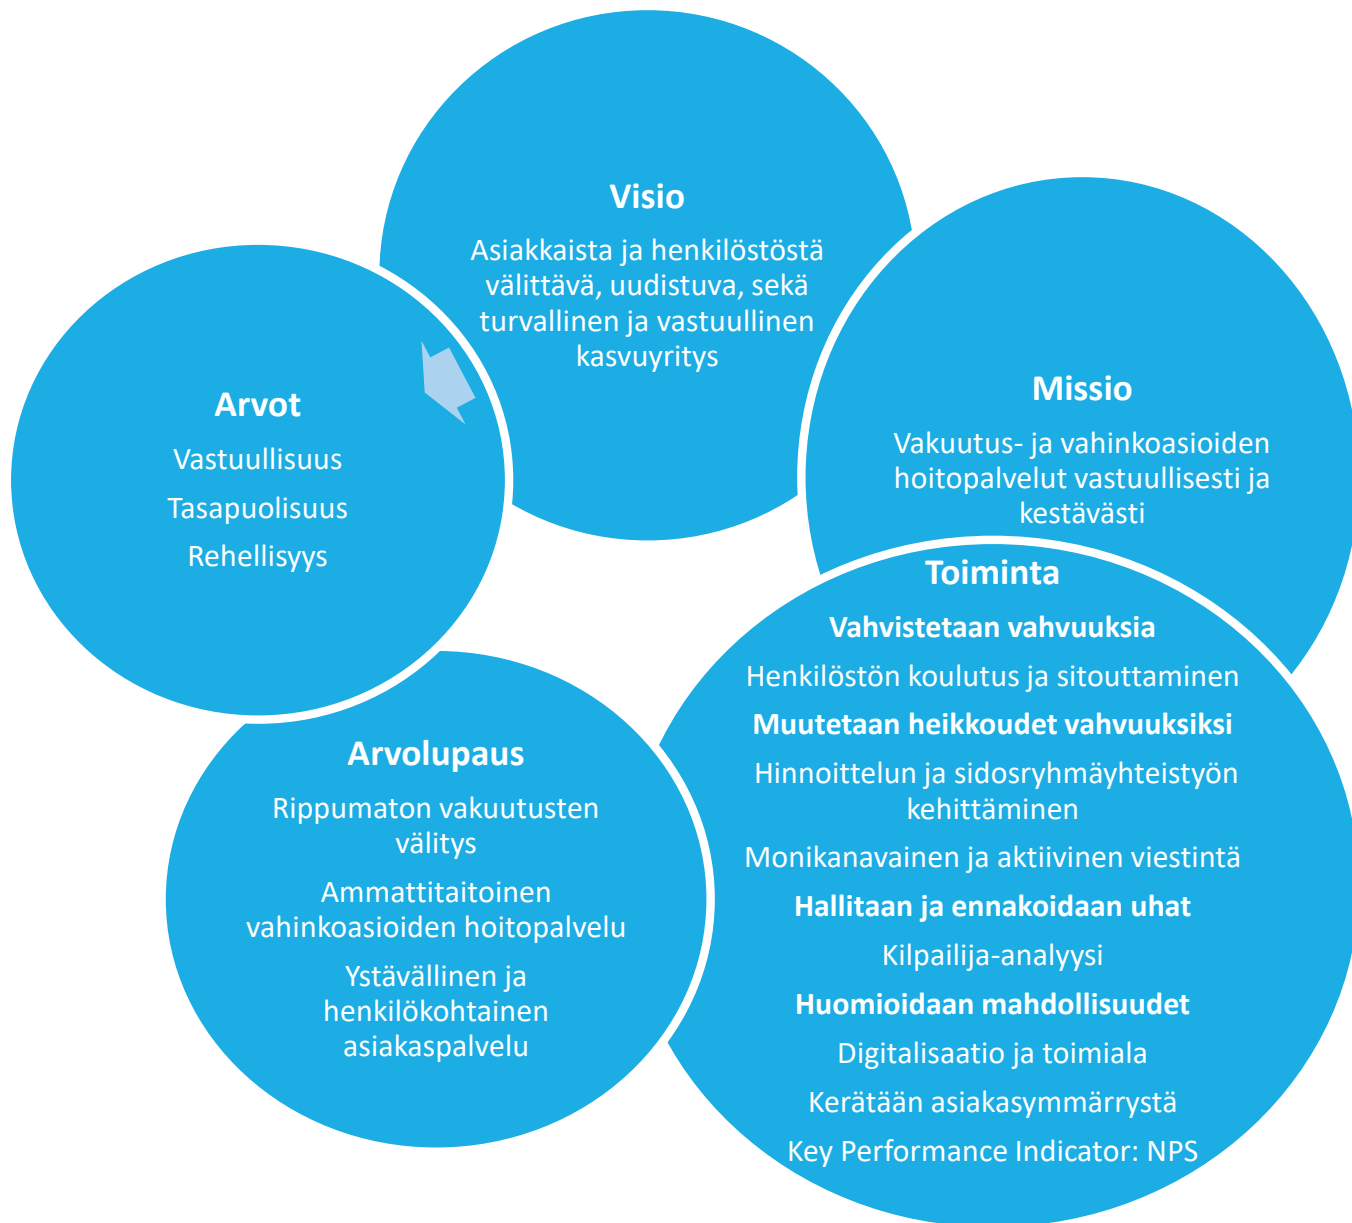 Visio
Asiakkaista ja henkilöstöstä
välittävä, uudistuva, sekä
turvallinen ja vastuullinen
kasvuyritys
Missio
Vakuutus- ja vahinkoasioiden
hoitopalvelut vastuullisesti ja
kestävästi
Toiminta
Vahvistetaan vahvuuksia
Henkilöstön koulutus ja sitouttaminen
Muutetaan heikkoudet vahvuuksiksi
Hinnoittelun ja sidosryhmäyhteistyön
kehittäminen
Monikanavainen ja aktiivinen viestintä
Hallitaan ja ennakoidaan uhat
Kilpailija-analyysi
Huomioidaan mahdollisuudet
Digitalisaatio ja toimiala
Kerätään asiakasymmärrystä
Key Performance Indicator: NPS
Arvolupaus
Rippumaton vakuutusten
välitys
Ammattitaitoinen
vahinkoasioiden hoitopalvelu
Ystävällinen ja
henkilökohtainen
asiakaspalvelu
Arvot
Vastuullisuus
Tasapuolisuus
Rehellisyys